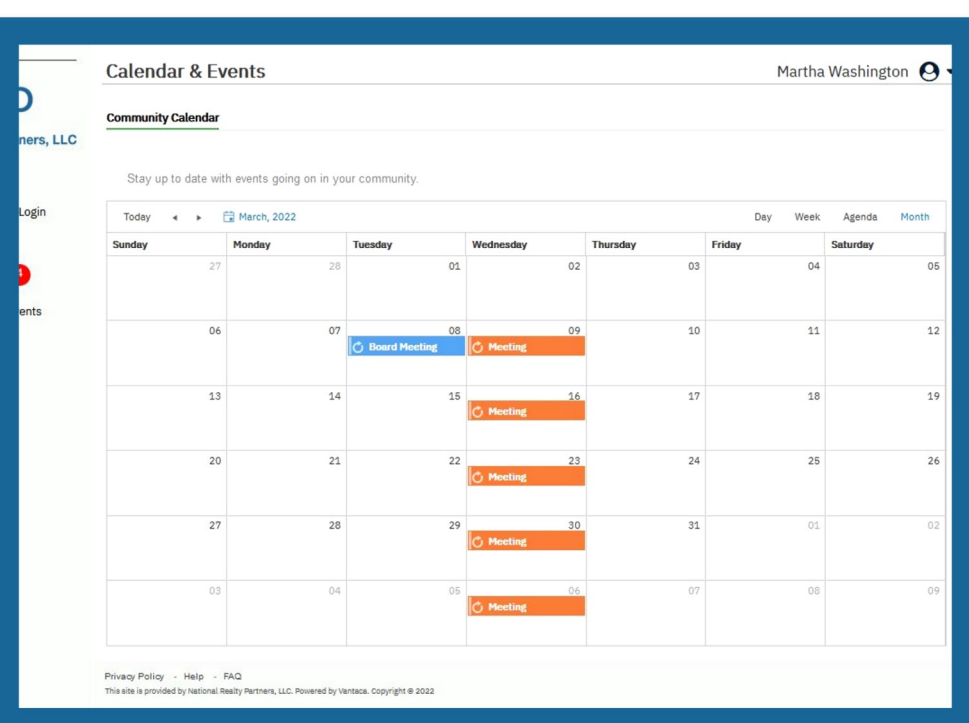 Calendar & Events
Martha Washington
Community Calendar
ners, LLC
Login
4
ents
Stay up to date with events going on in your community.
Today March, 2022 Day Week Agenda Month
Sunday Monday Tuesday Wednesday Thursday Friday Saturday
27 28 01 02 03 04 05
06 07 08 09 10 11 12
Board Meeting Meeting
13 14 15 16 17 18 19
Meeting
20 21 22 23 24 25 26
Meeting
27 28 29 30 31 01 02
Meeting
03 04 05 06 07 08 09
Meeting
Privacy Policy - Help - FAQ
This site is provided by National Realty Partners, LLC. Powered by Vantaca. Copyright © 2022